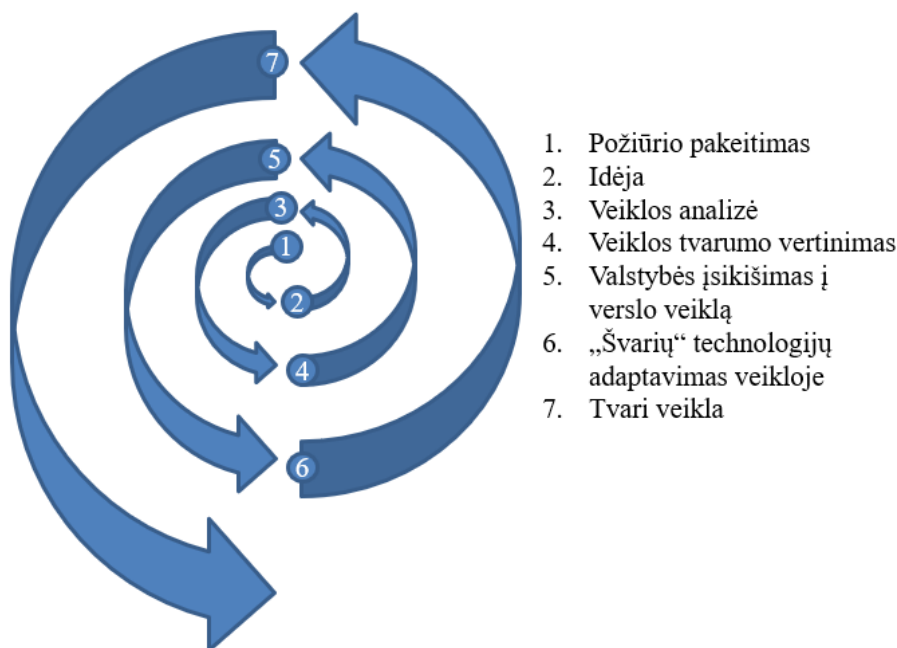 7
5
3
1
2
4
6
1. Požiūrio pakeitimas
2. Idėja
3. Veiklos analizė
4. Veiklos tvarumo vertinimas
5. Valstybės įsikišimas į
verslo veiklą
6. „Švarių“ technologijų
adaptavimas veikloje
7. Tvari veikla